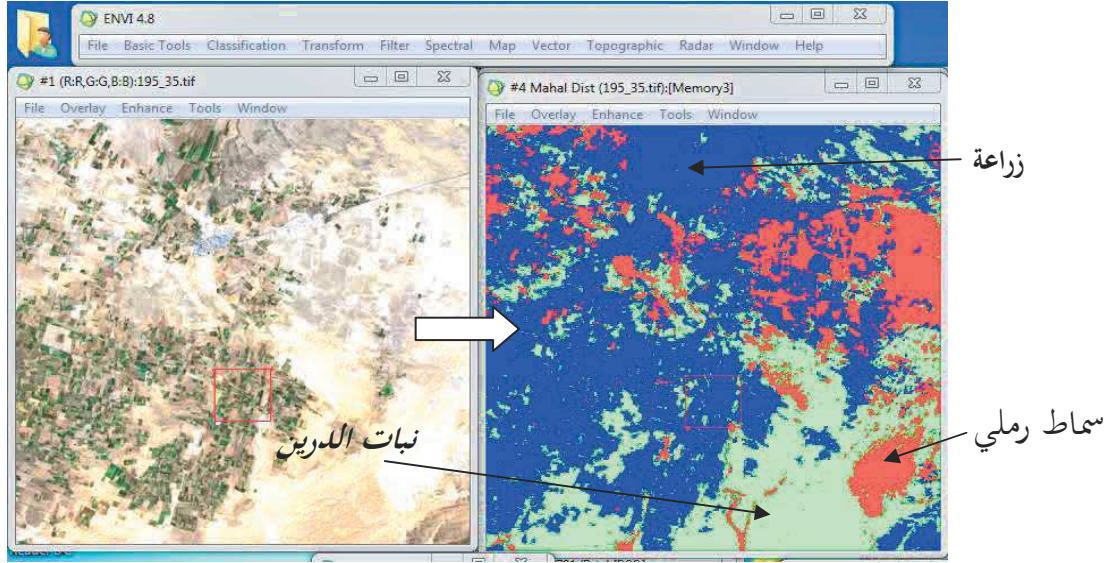 ENVI 4.8
File Basic Tools Classification Transform Filter Spectral Map Vector Topographic Radar Window Help
#1 (R:R,G:G,B:B):195_35.tif
File Overlay Enhance Tools Window
#4 Mahal Dist (195_35.tif):[Memory3]
File Overlay Enhance Tools Window
زراعة
سماط رملي
نبات الدرين